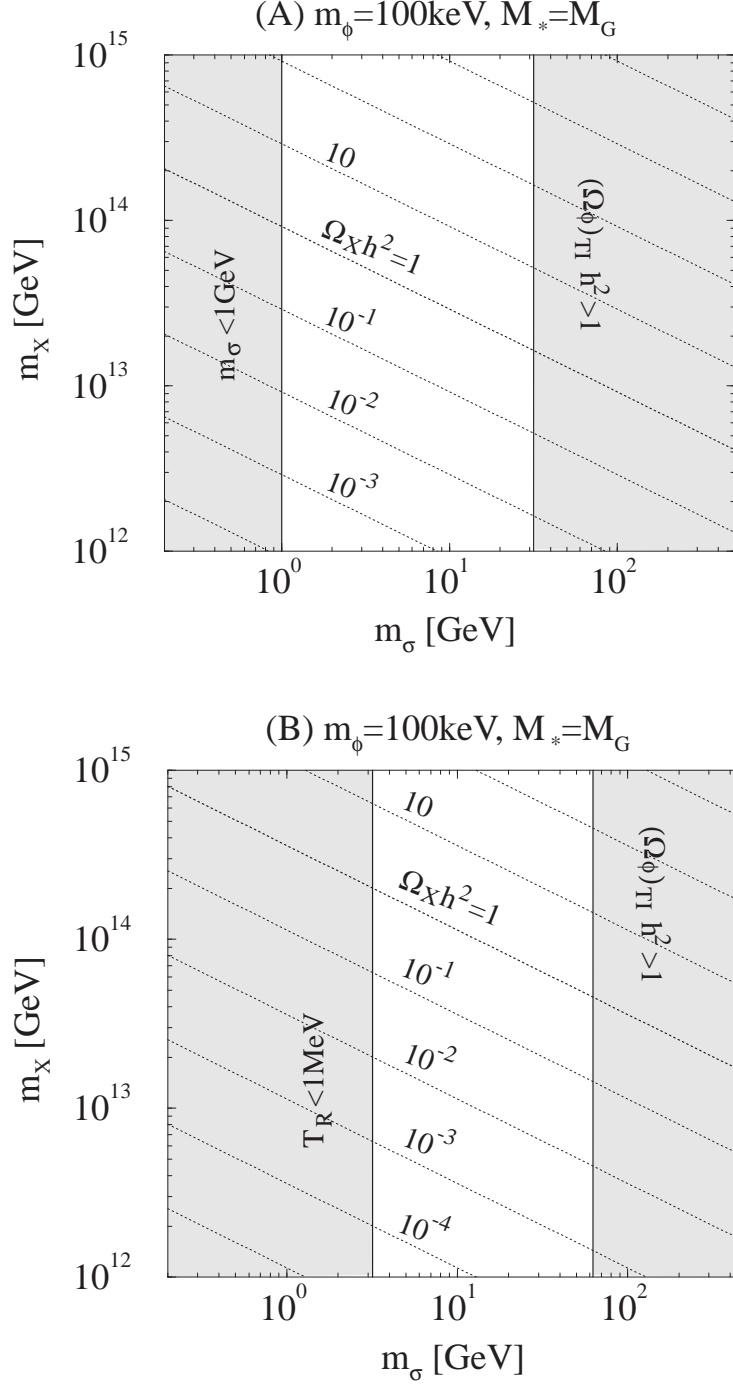 (A) m_ϕ=100keV, M_*=M_G
10^15
10^14
10^13
10^12
m_X [GeV]
10
Ω_X h^2=1
10^-1
10^-2
10^-3
m_σ<1GeV
(Ω_ϕ)_TI h^2>1
10^0
10^1
10^2
m_σ [GeV]
(B) m_ϕ=100keV, M_*=M_G
10^15
10^14
10^13
10^12
m_X [GeV]
10
Ω_X h^2=1
10^-1
10^-2
10^-3
10^-4
T_R<1MeV
(Ω_ϕ)_TI h^2>1
10^0
10^1
10^2
m_σ [GeV]